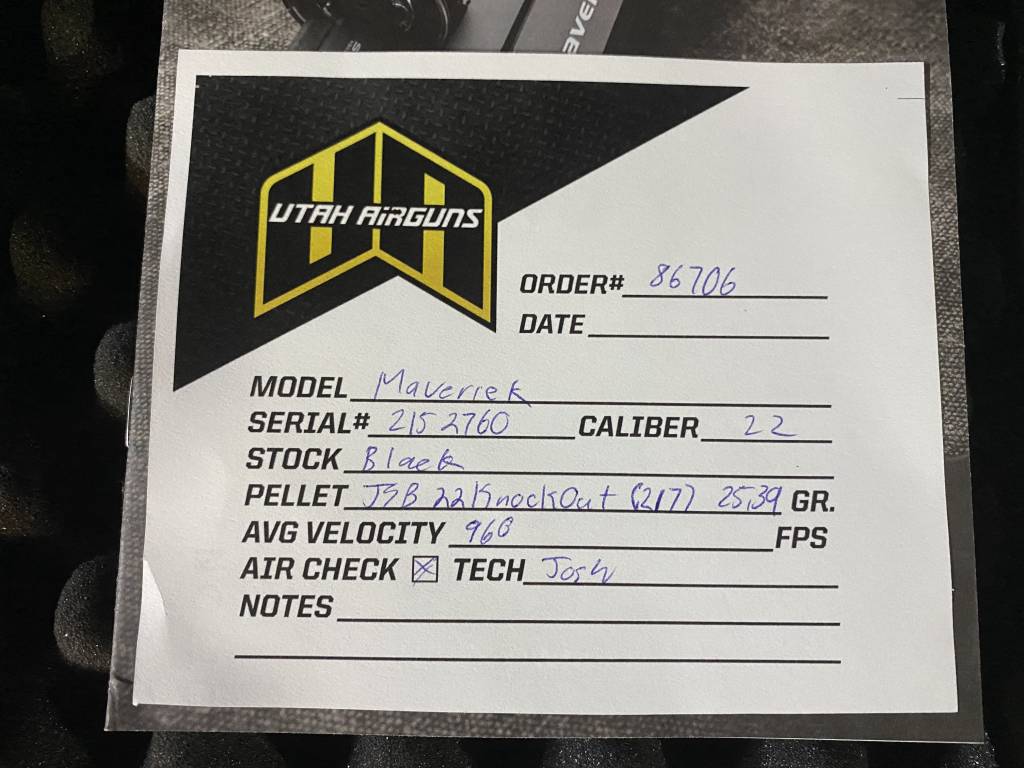 UTAH AIRGUNS
ORDER# 86706
DATE
MODEL Maverick
SERIAL# 2152760 CALIBER 22
STOCK Black
PELLET JSB 22 KnockOut (217) 25.39 GR.
AVG VELOCITY 960 FPS
AIR CHECK ☒ TECH Josh
NOTES